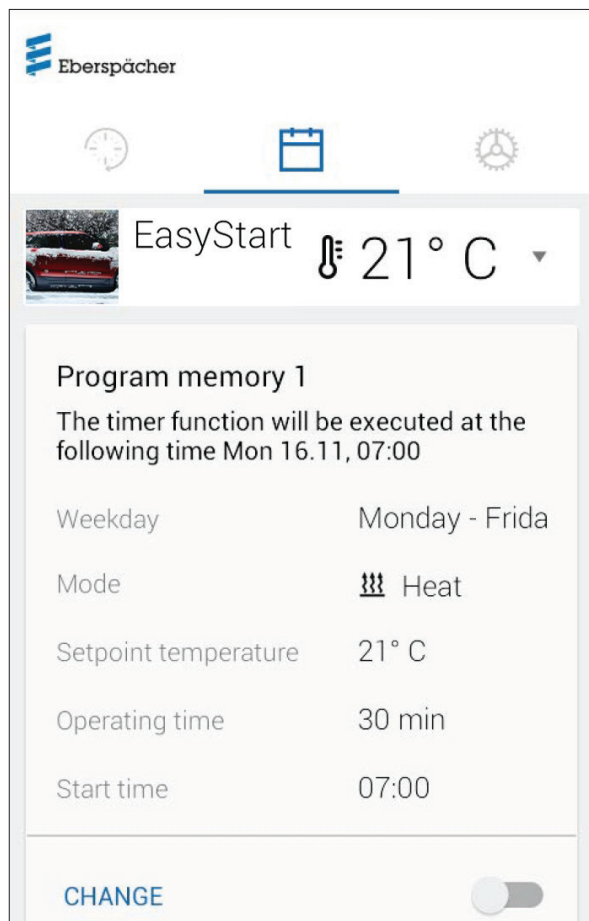 Eberspächer
EasyStart
21° C
Program memory 1
The timer function will be executed at the
following time Mon 16.11, 07:00
Weekday Monday - Frida
Mode Heat
Setpoint temperature 21° C
Operating time 30 min
Start time 07:00
CHANGE